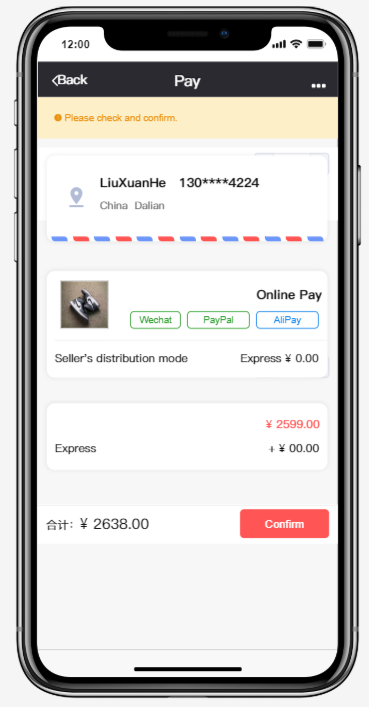 12:00
Back
Pay
Please check and confirm.
LiuXuanHe 130****4224
China Dalian
Online Pay
Wechat PayPal AliPay
Seller's distribution mode Express ¥ 0.00
¥ 2599.00
Express + ¥ 00.00
合计: ¥ 2638.00 Confirm